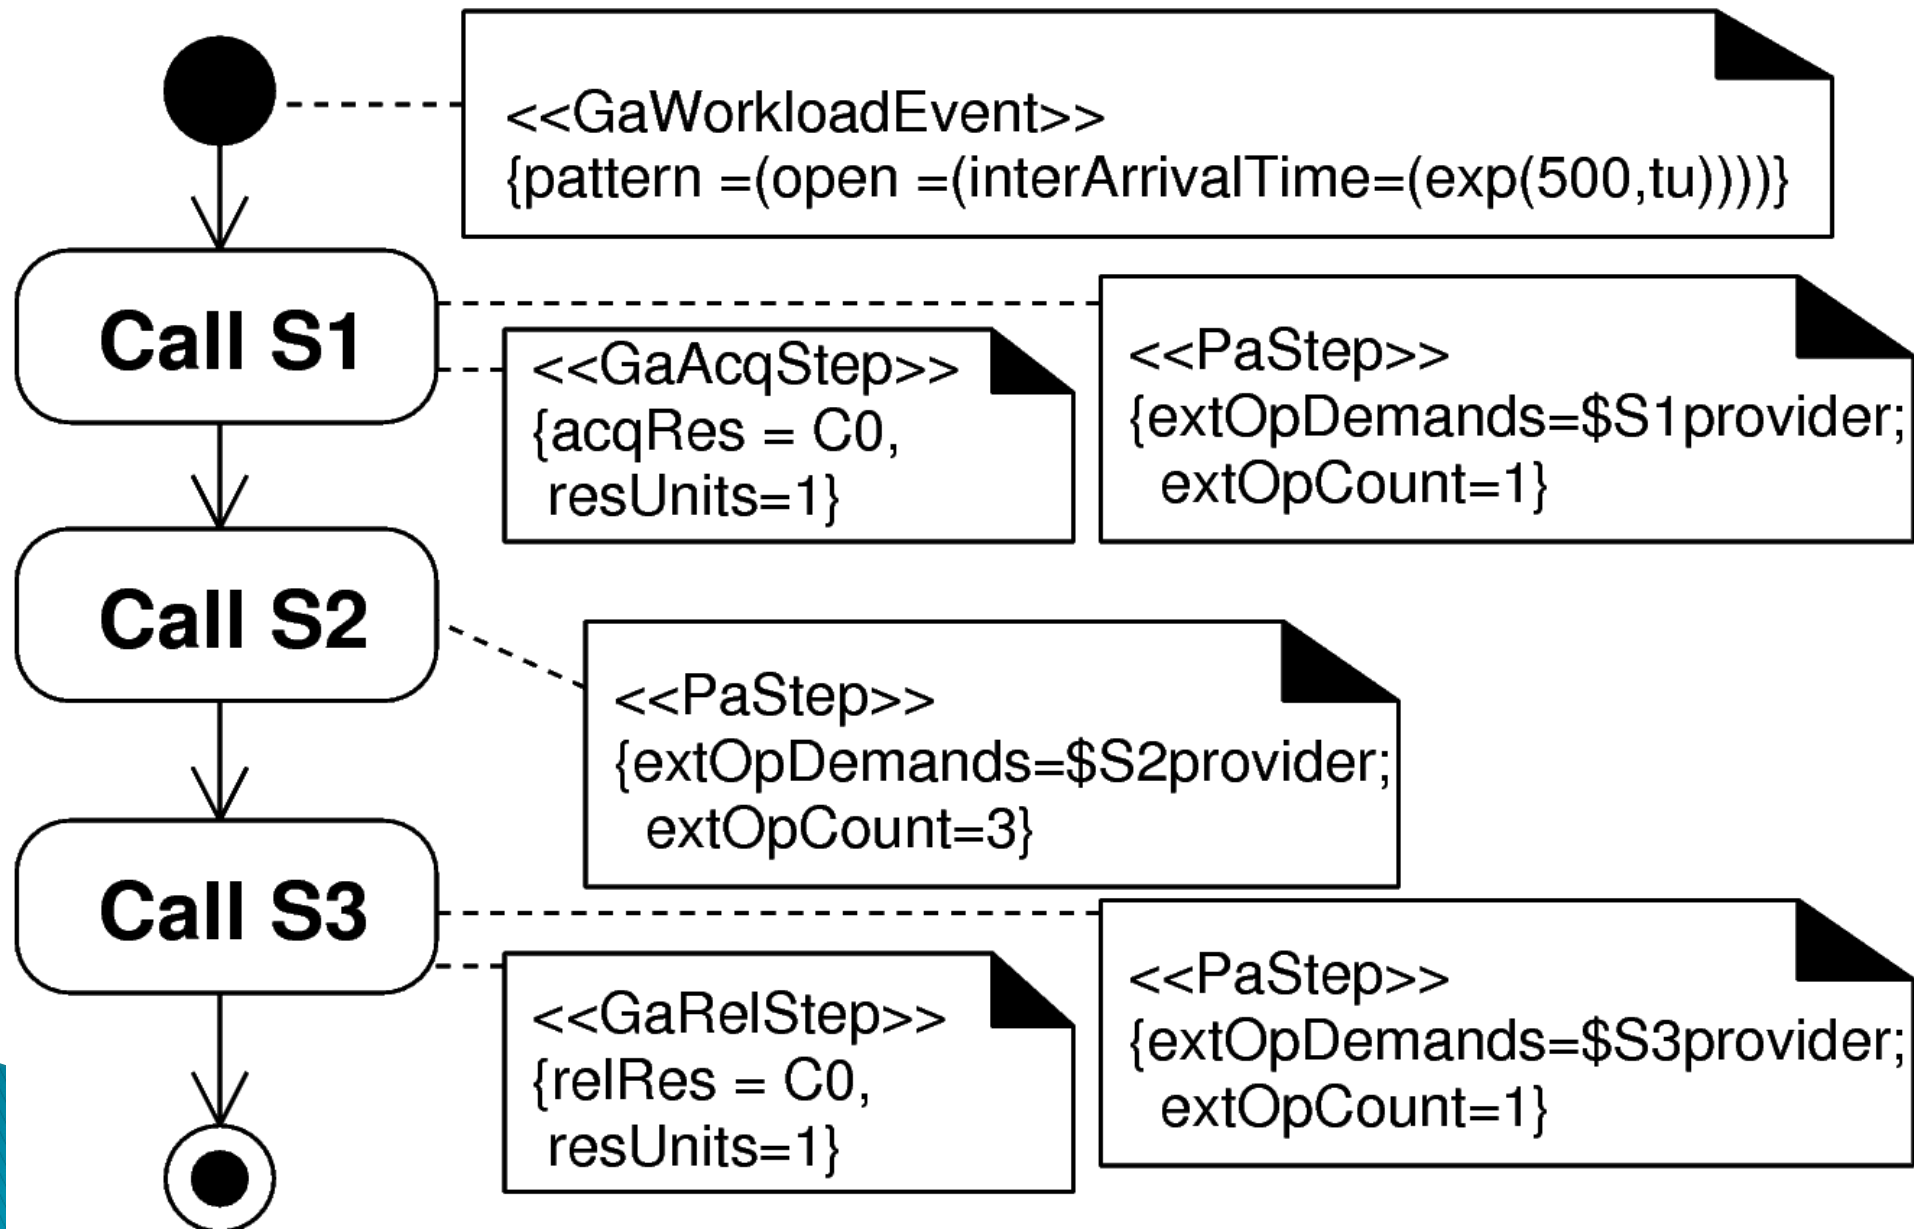 <<GaWorkloadEvent>>
{pattern =(open =(interArrivalTime=(exp(500,tu))))}
Call S1
<<GaAcqStep>>
{acqRes = C0,
resUnits=1}
<<PaStep>>
{extOpDemands=$S1provider;
extOpCount=1}
Call S2
<<PaStep>>
{extOpDemands=$S2provider;
extOpCount=3}
Call S3
<<GaRelStep>>
{relRes = C0,
resUnits=1}
<<PaStep>>
{extOpDemands=$S3provider;
extOpCount=1}